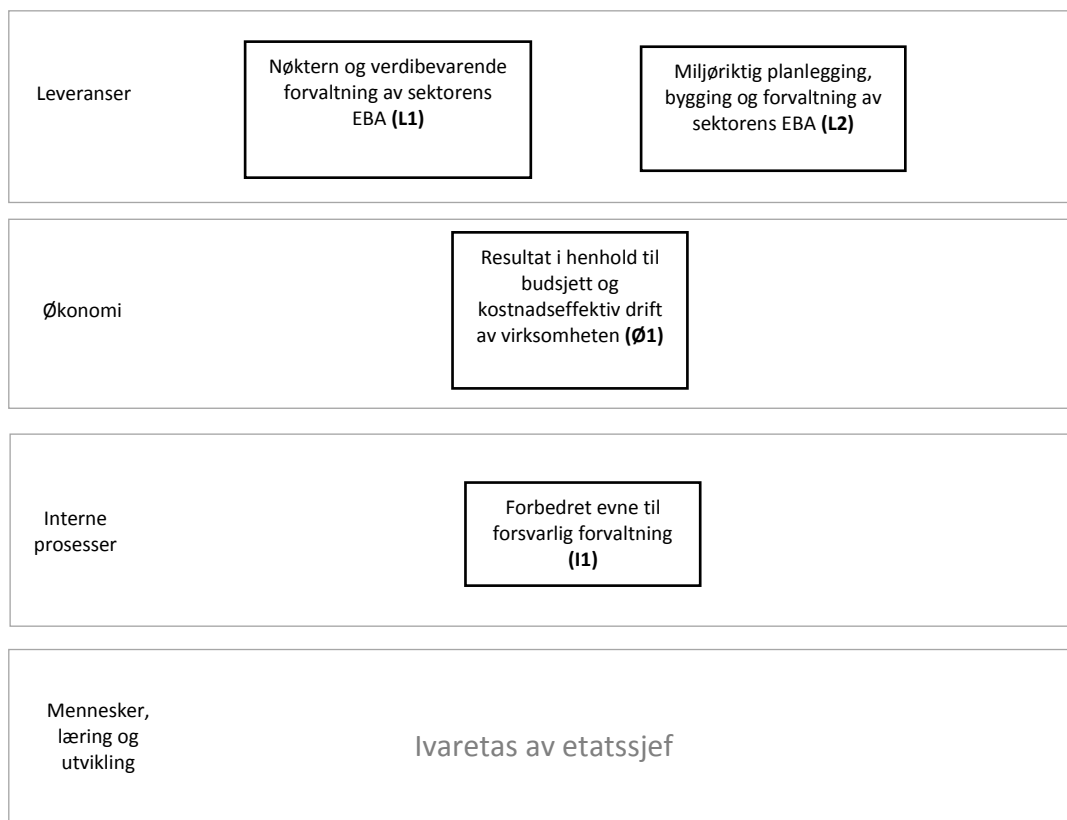 Leveranser
Nøktern og verdibevarende
forvaltning av sektorens
EBA (L1)
Miljøriktig planlegging,
bygging og forvaltning av
sektorens EBA (L2)
Økonomi
Resultat i henhold til
budsjett og
kostnadseffektiv drift
av virksomheten (Ø1)
Interne
prosesser
Forbedret evne til
forsvarlig forvaltning
(I1)
Mennesker,
læring og
utvikling
Ivaretas av etatssjef